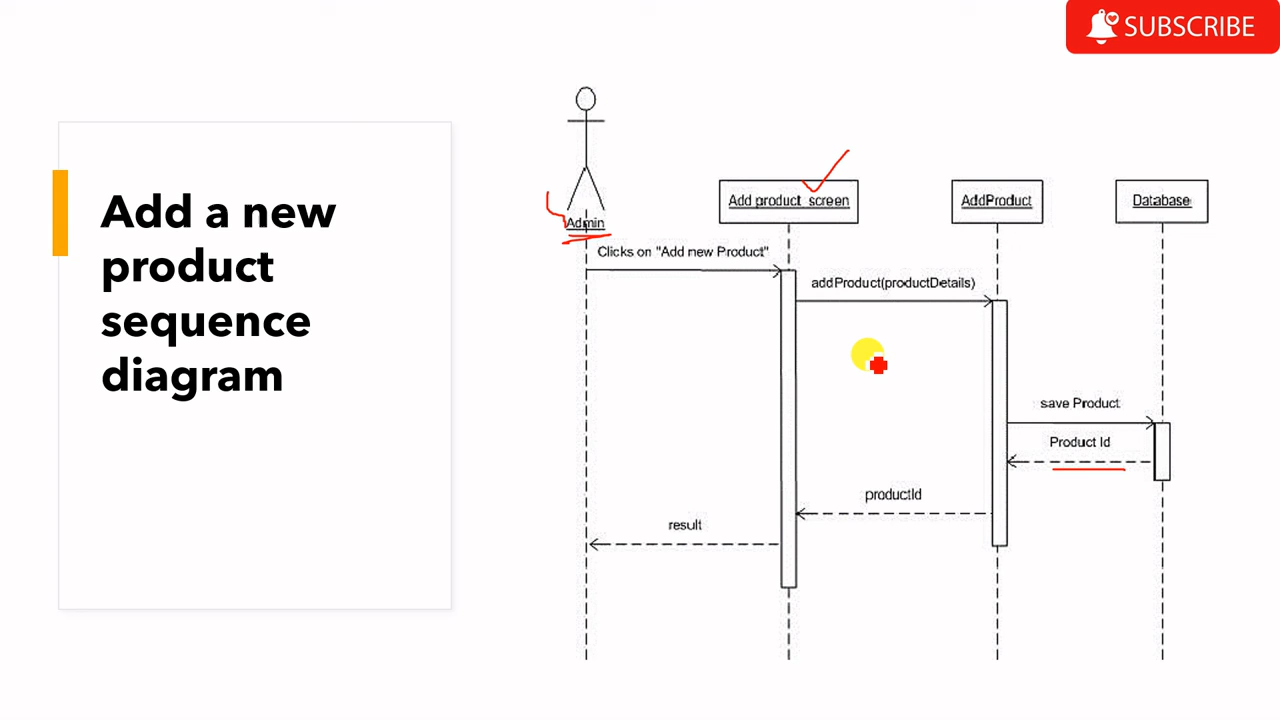 SUBSCRIBE
Add a new
product
sequence
diagram
Admin
Add product screen
AddProduct
Database
Clicks on "Add new Product"
addProduct(productDetails)
save Product
Product Id
productId
result